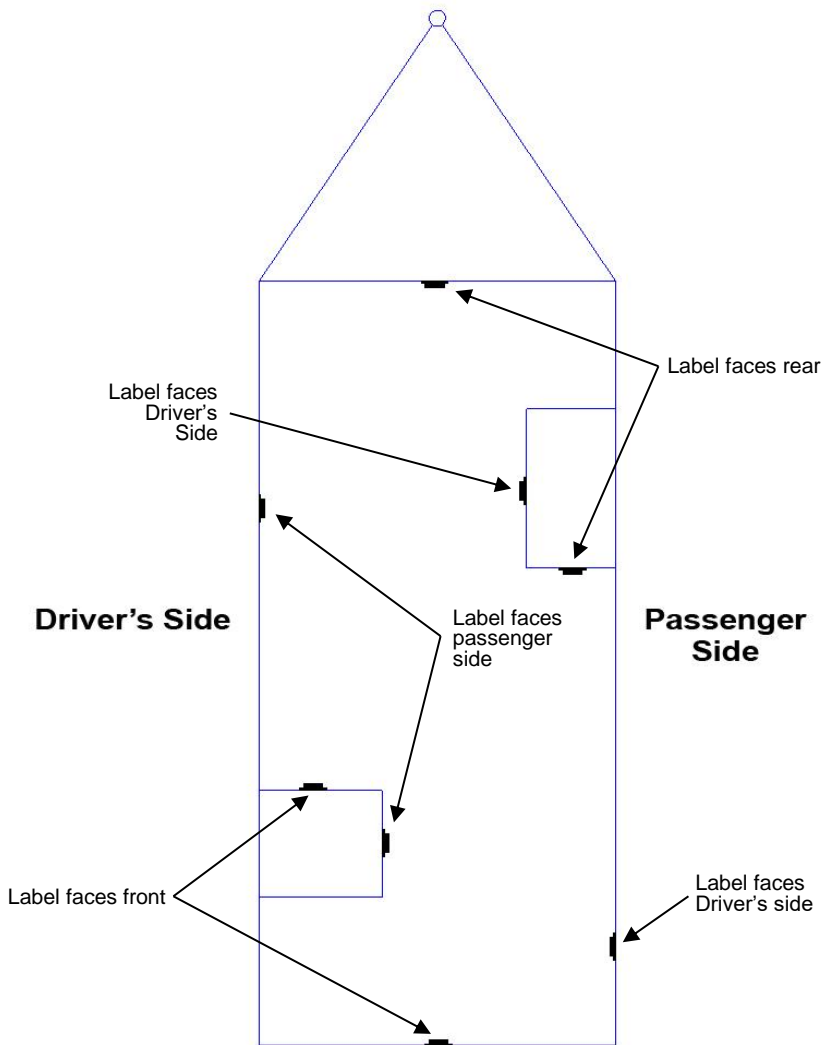 Label faces rear
Label faces
Driver's
Side
Driver's Side
Label faces
passenger
side
Passenger
Side
Label faces front
Label faces
Driver's side